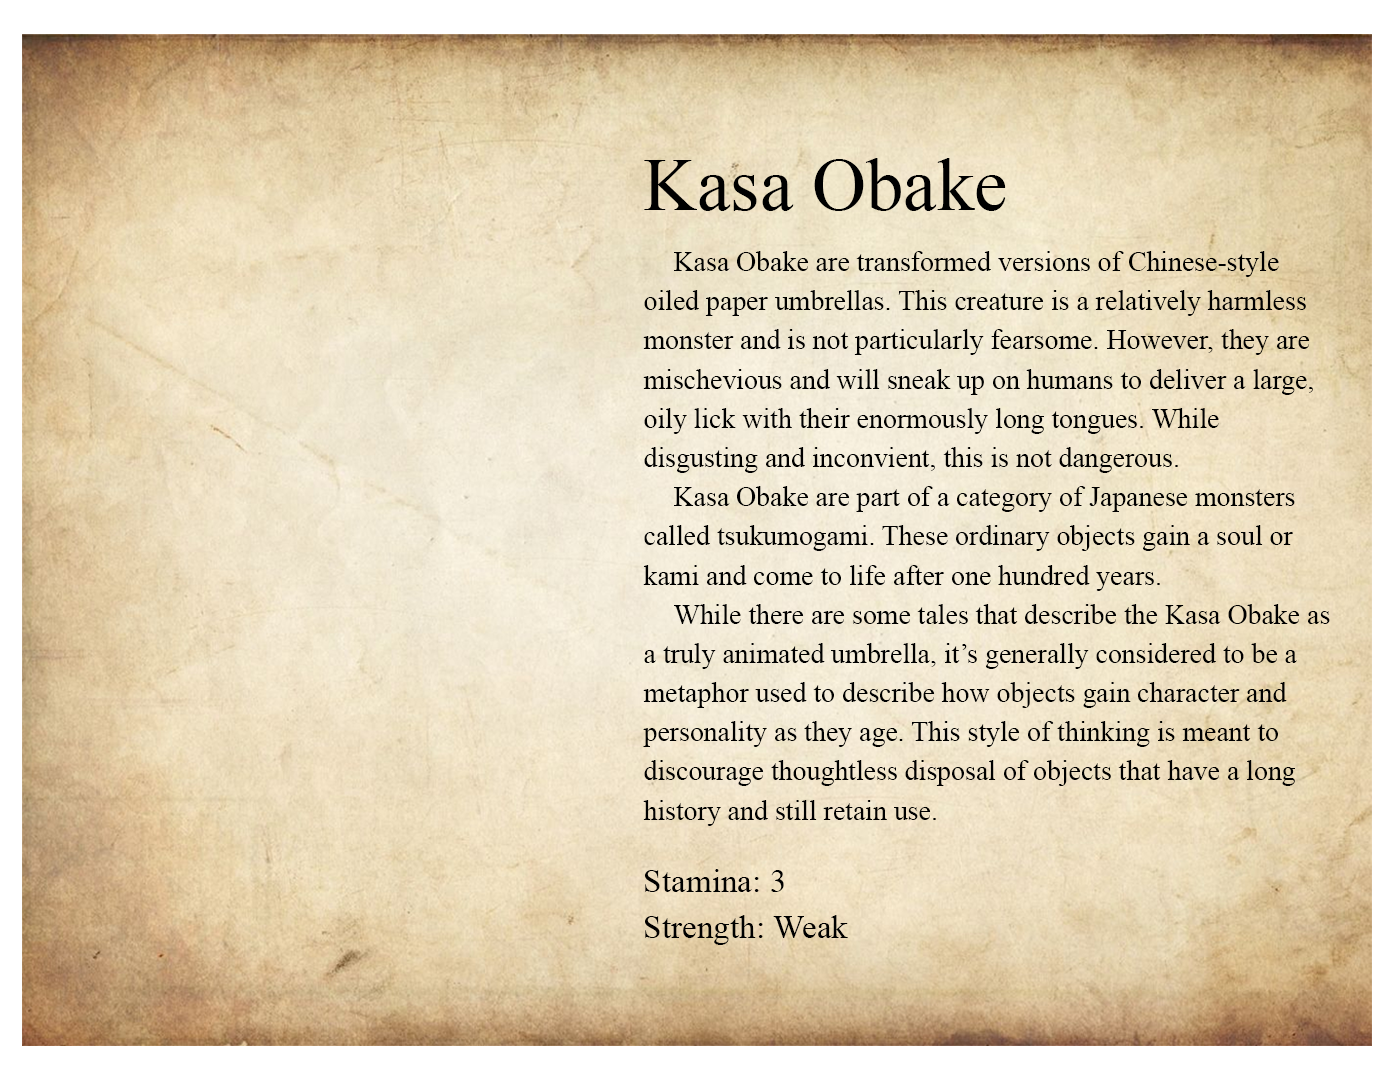 Kasa Obake
Kasa Obake are transformed versions of Chinese-style
oiled paper umbrellas. This creature is a relatively harmless
monster and is not particularly fearsome. However, they are
mischevious and will sneak up on humans to deliver a large,
oily lick with their enormously long tongues. While
disgusting and inconvient, this is not dangerous.
Kasa Obake are part of a category of Japanese monsters
called tsukumogami. These ordinary objects gain a soul or
kami and come to life after one hundred years.
While there are some tales that describe the Kasa Obake as
a truly animated umbrella, it’s generally considered to be a
metaphor used to describe how objects gain character and
personality as they age. This style of thinking is meant to
discourage thoughtless disposal of objects that have a long
history and still retain use.
Stamina: 3
Strength: Weak